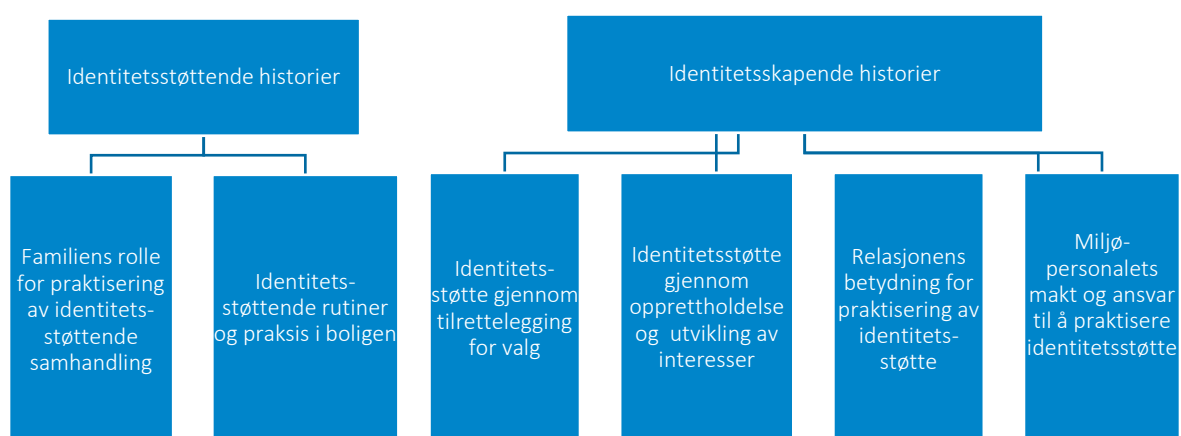 Identitetsstøttende historier
Identitetsskapende historier
Familiens rolle
for praktisering
av identitets-
støttende
samhandling
Identitets-
støttende rutiner
og praksis i boligen
Identitets-
støtte gjennom
tilrettelegging
for valg
Identitetsstøtte
gjennom
opprettholdelse
og utvikling av
interesser
Relasjonens
betydning for
praktisering av
identitets-
støtte
Miljø-
personalets
makt og ansvar
til å praktisere
identitetsstøtte